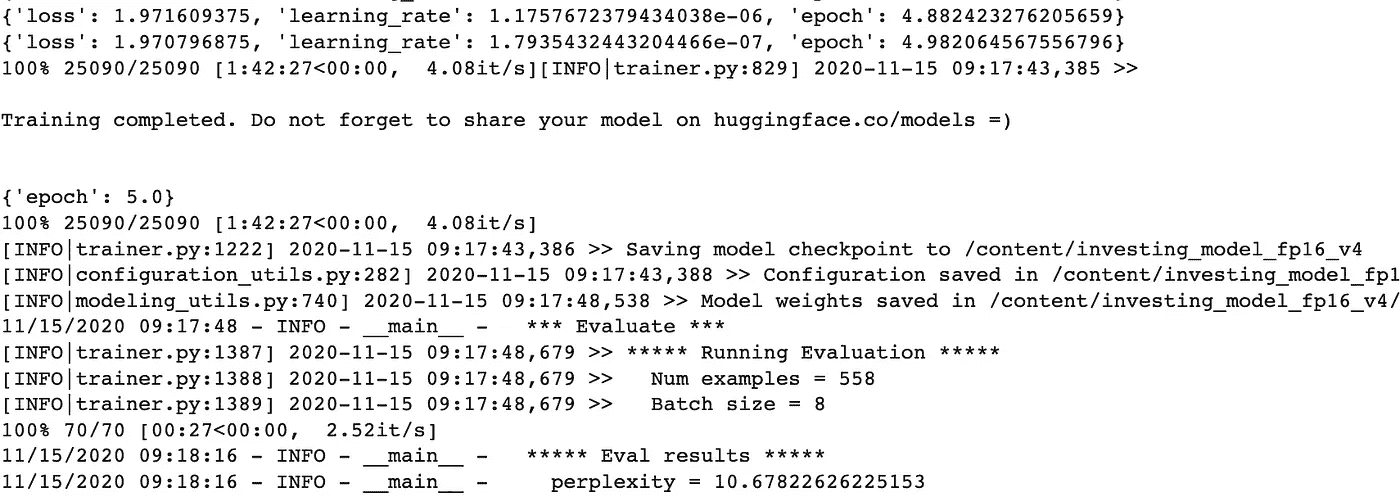 {'loss': 1.971609375, 'learning_rate': 1.1757672379434038e-06, 'epoch': 4.882423276205659}
{'loss': 1.970796875, 'learning_rate': 1.7935432443204466e-07, 'epoch': 4.982064567556796}
100% 25090/25090 [1:42:27<00:00,  4.08it/s][INFO|trainer.py:829] 2020-11-15 09:17:43,385 >>
Training completed. Do not forget to share your model on huggingface.co/models =)
{'epoch': 5.0}
100% 25090/25090 [1:42:27<00:00,  4.08it/s]
[INFO|trainer.py:1222] 2020-11-15 09:17:43,386 >> Saving model checkpoint to /content/investing_model_fp16_v4
[INFO|configuration_utils.py:282] 2020-11-15 09:17:43,388 >> Configuration saved in /content/investing_model_fp1
[INFO|modeling_utils.py:740] 2020-11-15 09:17:48,538 >> Model weights saved in /content/investing_model_fp16_v4/
11/15/2020 09:17:48 - INFO - __main__ -   *** Evaluate ***
[INFO|trainer.py:1387] 2020-11-15 09:17:48,679 >> ***** Running Evaluation *****
[INFO|trainer.py:1388] 2020-11-15 09:17:48,679 >>   Num examples = 558
[INFO|trainer.py:1389] 2020-11-15 09:17:48,679 >>   Batch size = 8
100% 70/70 [00:27<00:00,  2.52it/s]
11/15/2020 09:18:16 - INFO - __main__ -   ***** Eval results *****
11/15/2020 09:18:16 - INFO - __main__ -     perplexity = 10.67822626225153